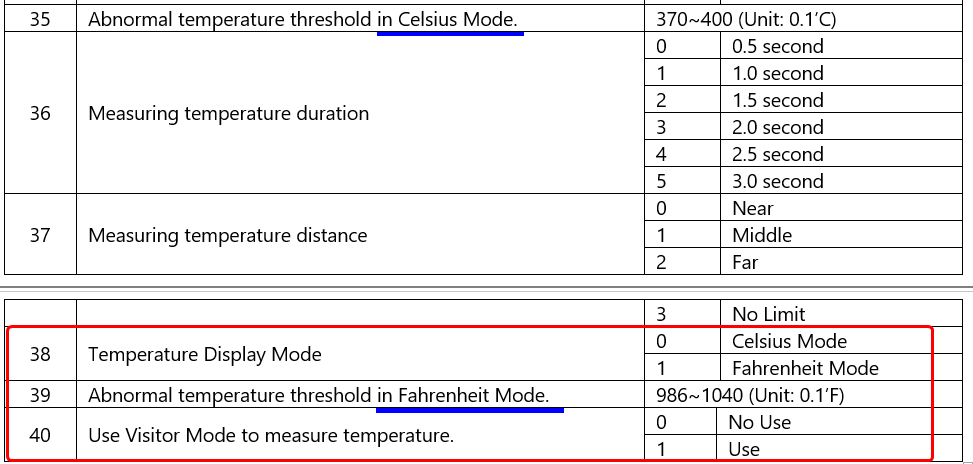 35 Abnormal temperature threshold in Celsius Mode. 370~400 (Unit: 0.1'C)
36 Measuring temperature duration
0 0.5 second
1 1.0 second
2 1.5 second
3 2.0 second
4 2.5 second
5 3.0 second
37 Measuring temperature distance
0 Near
1 Middle
2 Far
3 No Limit
38 Temperature Display Mode
0 Celsius Mode
1 Fahrenheit Mode
39 Abnormal temperature threshold in Fahrenheit Mode. 986~1040 (Unit: 0.1'F)
40 Use Visitor Mode to measure temperature.
0 No Use
1 Use